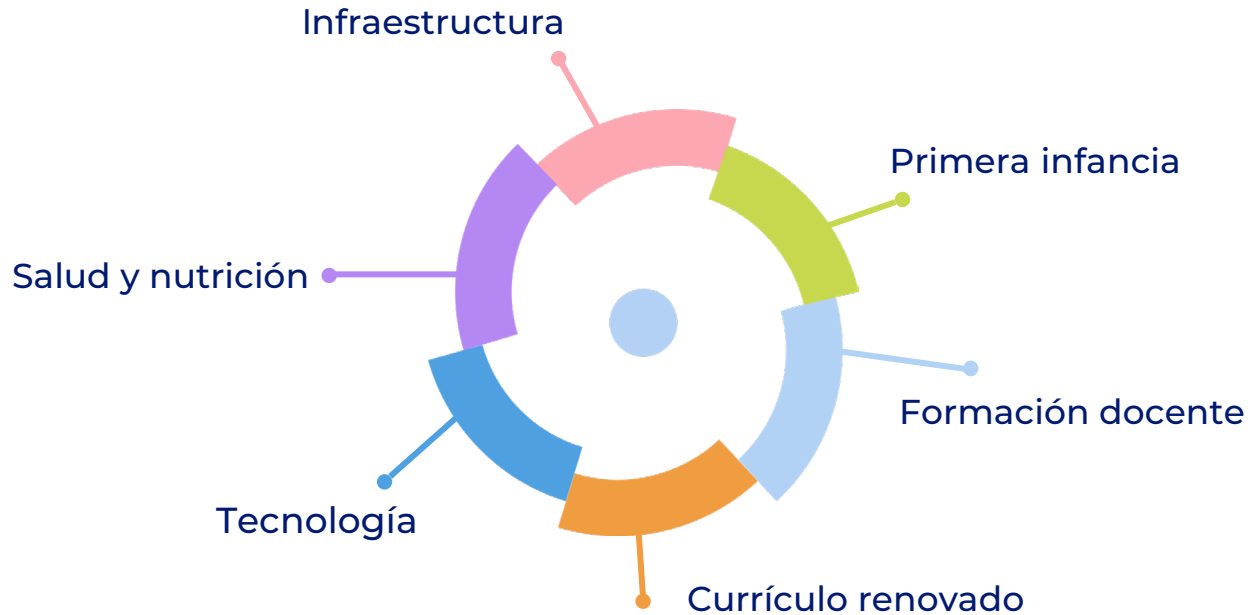 Infraestructura
Primera infancia
Salud y nutrición
Formación docente
Tecnología
Currículo renovado